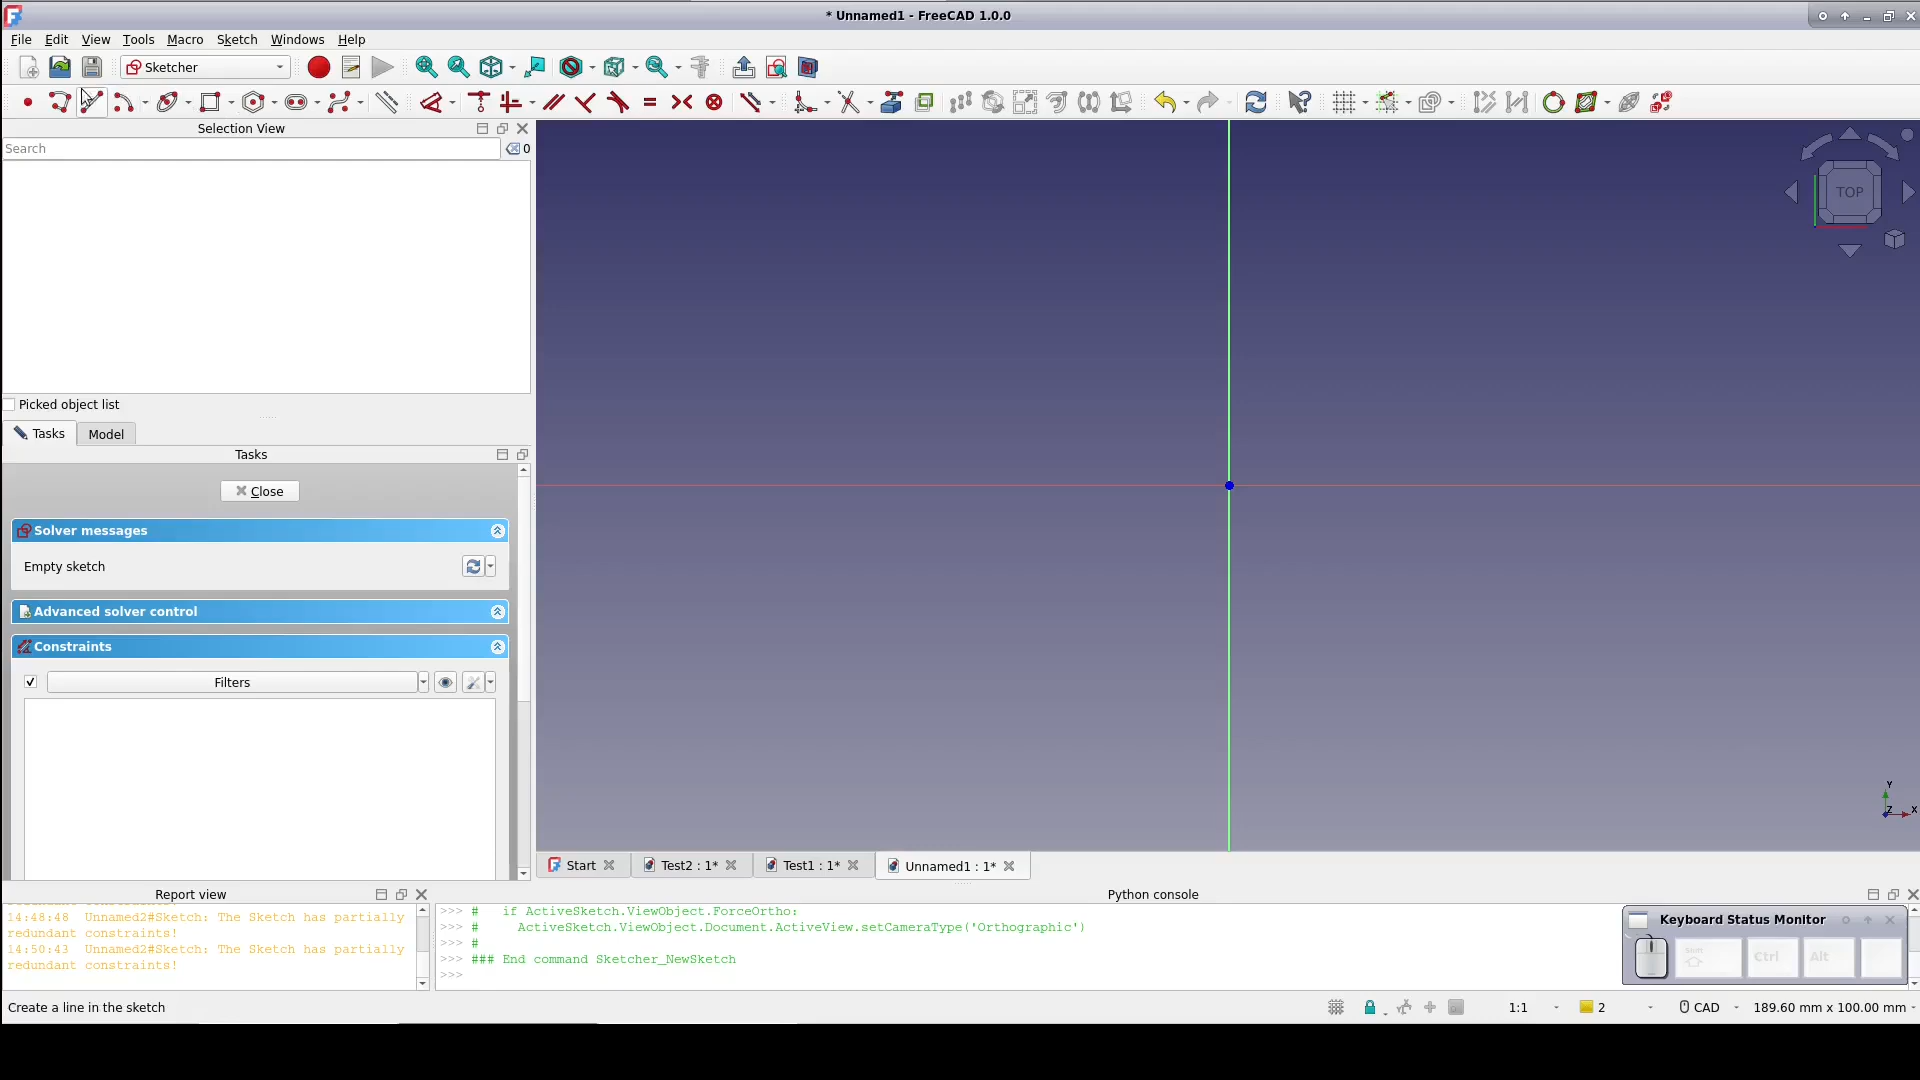 * Unnamed1 - FreeCAD 1.0.0
File Edit View Tools Macro Sketch Windows Help
Sketcher
Selection View
Search
0
TOP
Picked object list
Tasks Model
Tasks
Close
Solver messages
Empty sketch
Advanced solver control
Constraints
Filters
Y
Z X
Start Test2 : 1* Test1 : 1* Unnamed1 : 1*
Report view
14:48:48 Unnamed2#Sketch: The Sketch has partially
redundant constraints!
14:50:43 Unnamed2#Sketch: The Sketch has partially
redundant constraints!
Python console
>>> # if ActiveSketch.ViewObject.ForceOrtho:
>>> # ActiveSketch.ViewObject.Document.ActiveView.setCameraType('Orthographic')
>>> #
>>> ### End command Sketcher_NewSketch
>>>
Keyboard Status Monitor
Shift Ctrl Alt
Create a line in the sketch
1:1 2 CAD 189.60 mm x 100.00 mm